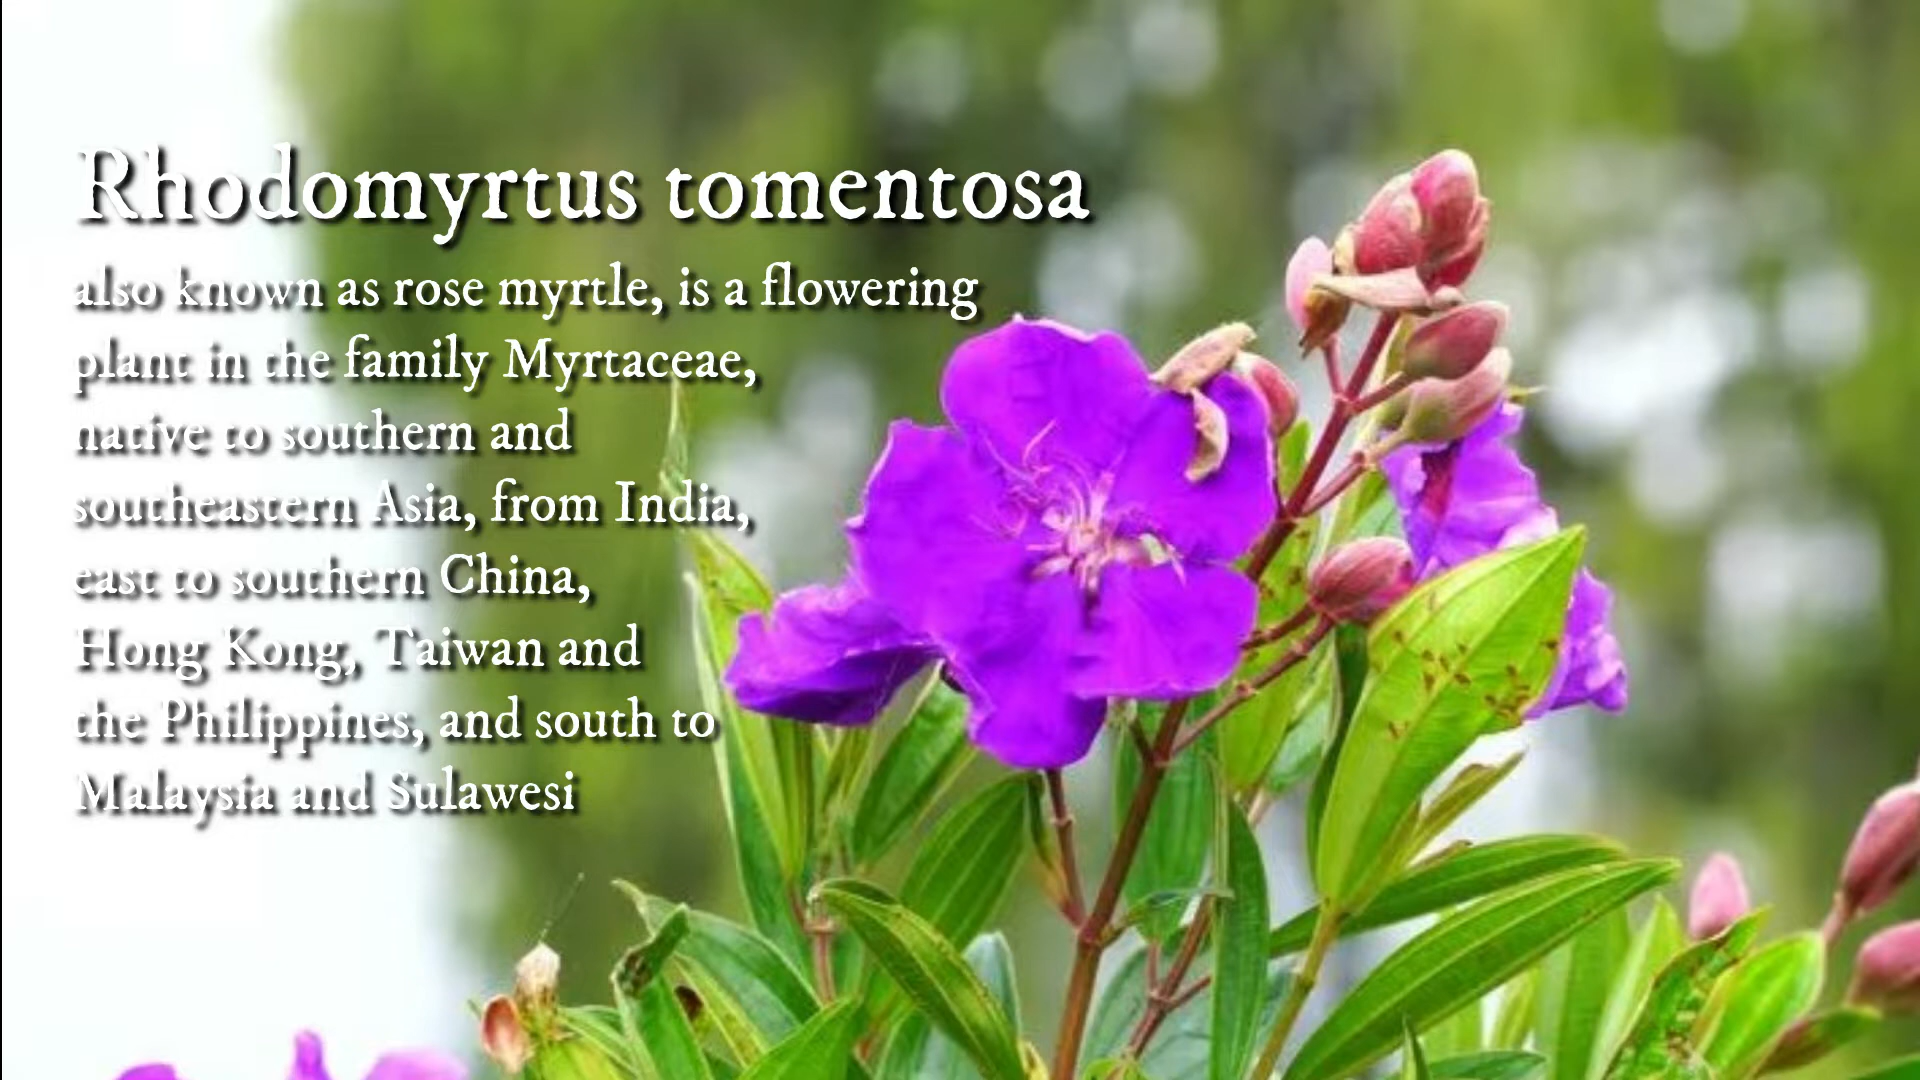 Rhodomyrtus tomentosa
also known as rose myrtle, is a flowering
plant in the family Myrtaceae,
native to southern and
southeastern Asia, from India,
east to southern China,
Hong Kong, Taiwan and
the Philippines, and south to
Malaysia and Sulawesi